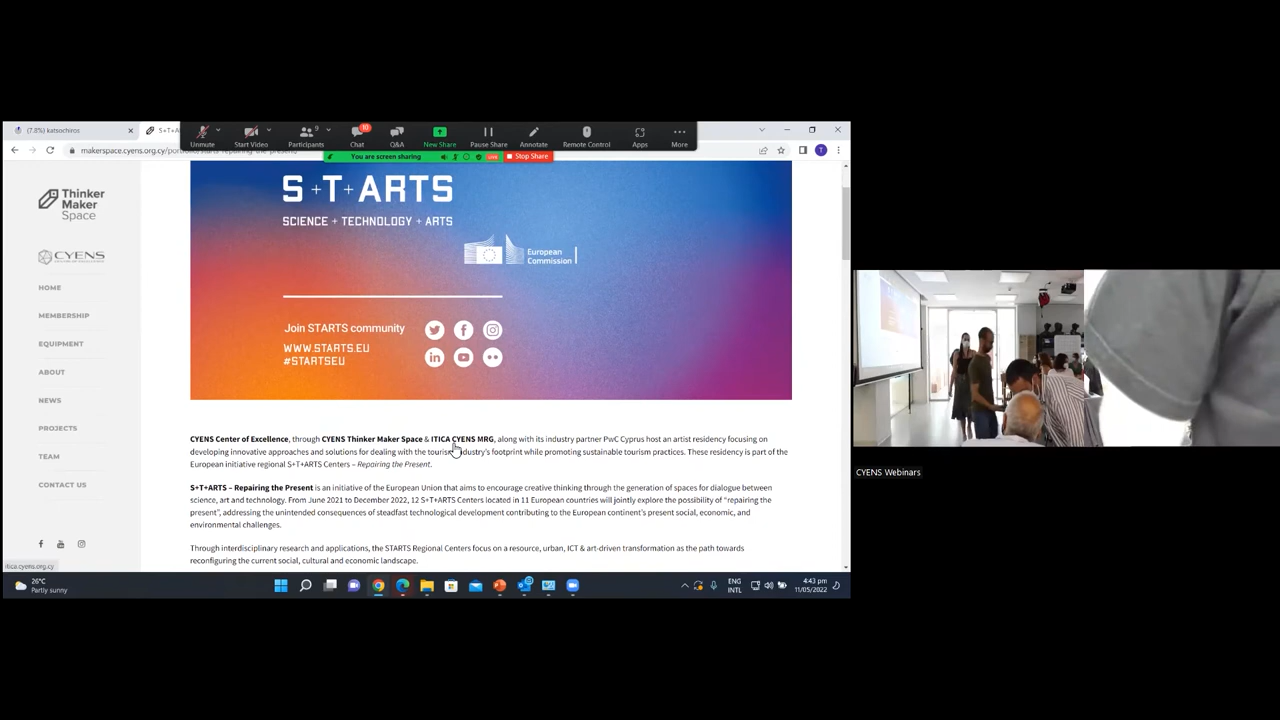 (7.8%) katsochiros
S+T+A
Unmute
Start Video
9
Participants
10
Chat
Q&A
New Share
Pause Share
Annotate
Remote Control
Apps
More
makerspace.cyens.org.cy/
You are screen sharing
LIVE
Stop Share
T
Thinker
Maker
Space
CYENS
HOME
MEMBERSHIP
EQUIPMENT
ABOUT
NEWS
PROJECTS
TEAM
CONTACT US
S+T+ARTS
SCIENCE + TECHNOLOGY + ARTS
European
Commission
Join STARTS community
WWW.STARTS.EU
#STARTSEU
CYENS Center of Excellence, through CYENS Thinker Maker Space & ITICA CYENS MRG, along with its industry partner PwC Cyprus host an artist residency focusing on
developing innovative approaches and solutions for dealing with the tourism industry's footprint while promoting sustainable tourism practices. These residency is part of the
European initiative regional S+T+ARTS Centers – Repairing the Present.
S+T+ARTS – Repairing the Present is an initiative of the European Union that aims to encourage creative thinking through the generation of spaces for dialogue between
science, art and technology. From June 2021 to December 2022, 12 S+T+ARTS Centers located in 11 European countries will jointly explore the possibility of "repairing the
present", addressing the unintended consequences of steadfast technological development contributing to the European continent's present social, economic, and
environmental challenges.
Through interdisciplinary research and applications, the STARTS Regional Centers focus on a resource, urban, ICT & art-driven transformation as the path towards
reconfiguring the current social, cultural and economic landscape.
itica.cyens.org.cy
26°C
Partly sunny
ENG
INTL
4:43 pm
11/05/2022
CYENS Webinars